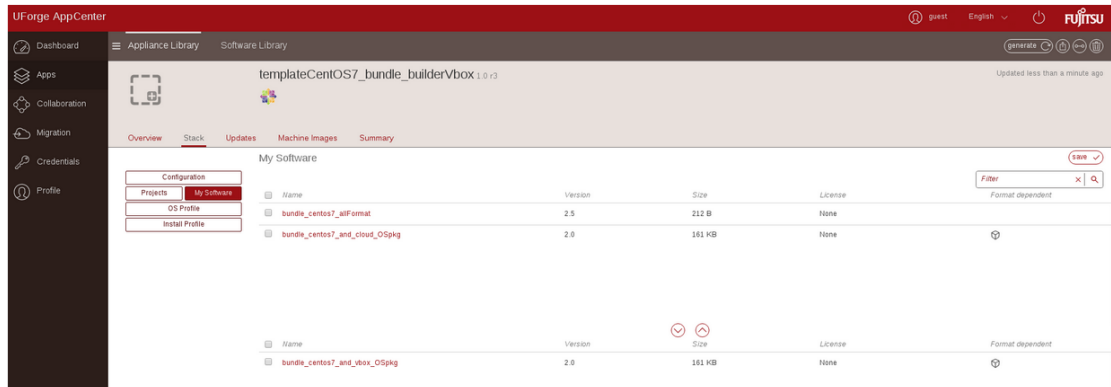 UForge AppCenter
guest English FUJITSU
Dashboard
Appliance Library Software Library
generate
Apps
templateCentOS7_bundle_builderVbox 1.0 r3
Updated less than a minute ago
Collaboration
Migration
Overview Stack Updates Machine Images Summary
Credentials
My Software
save
Configuration
Filter
Profile
Projects My Software
Name Version Size License Format dependent
OS Profile
bundle_centos7_allFormat 2.5 212 B None
Install Profile
bundle_centos7_and_cloud_OSpkg 2.0 161 KB None
Name Version Size License Format dependent
bundle_centos7_and_vbox_OSpkg 2.0 161 KB None